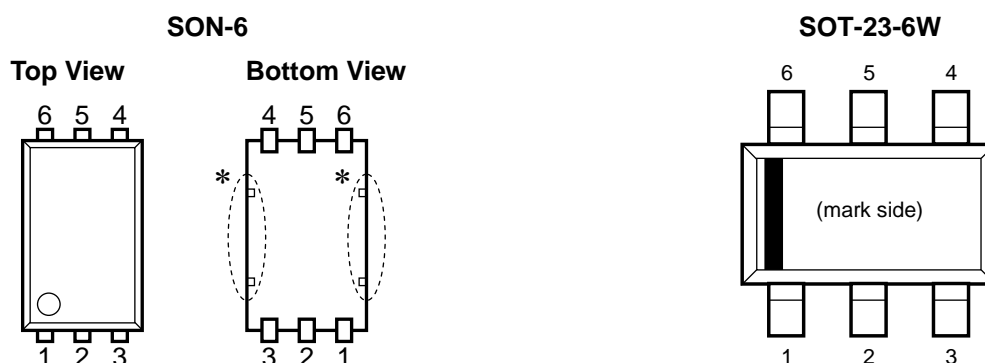 SON-6
Top View
Bottom View
6 5 4
4 5 6
*
*
1 2 3
3 2 1
SOT-23-6W
6 5 4
(mark side)
1 2 3